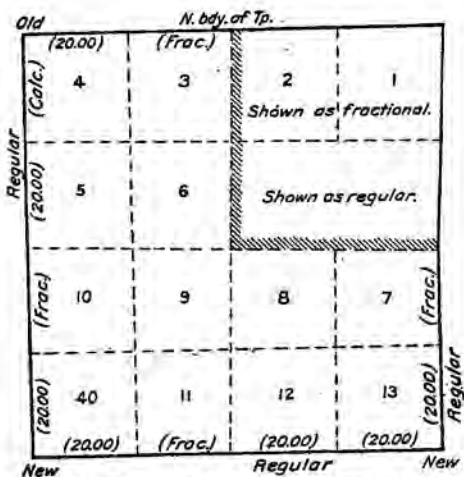 Old
N. bdy. of Tp.
(20.00) (Frac.)
(Calc.)
4 3 2 1
Shown as fractional.
Regular
(20.00)
5 6
Shown as regular.
(Frac.)
10 9 8 7
(Frac.)
(20.00)
40 11 12 13
(20.00)
Regular
(20.00) (Frac.) (20.00) (20.00)
New Regular New